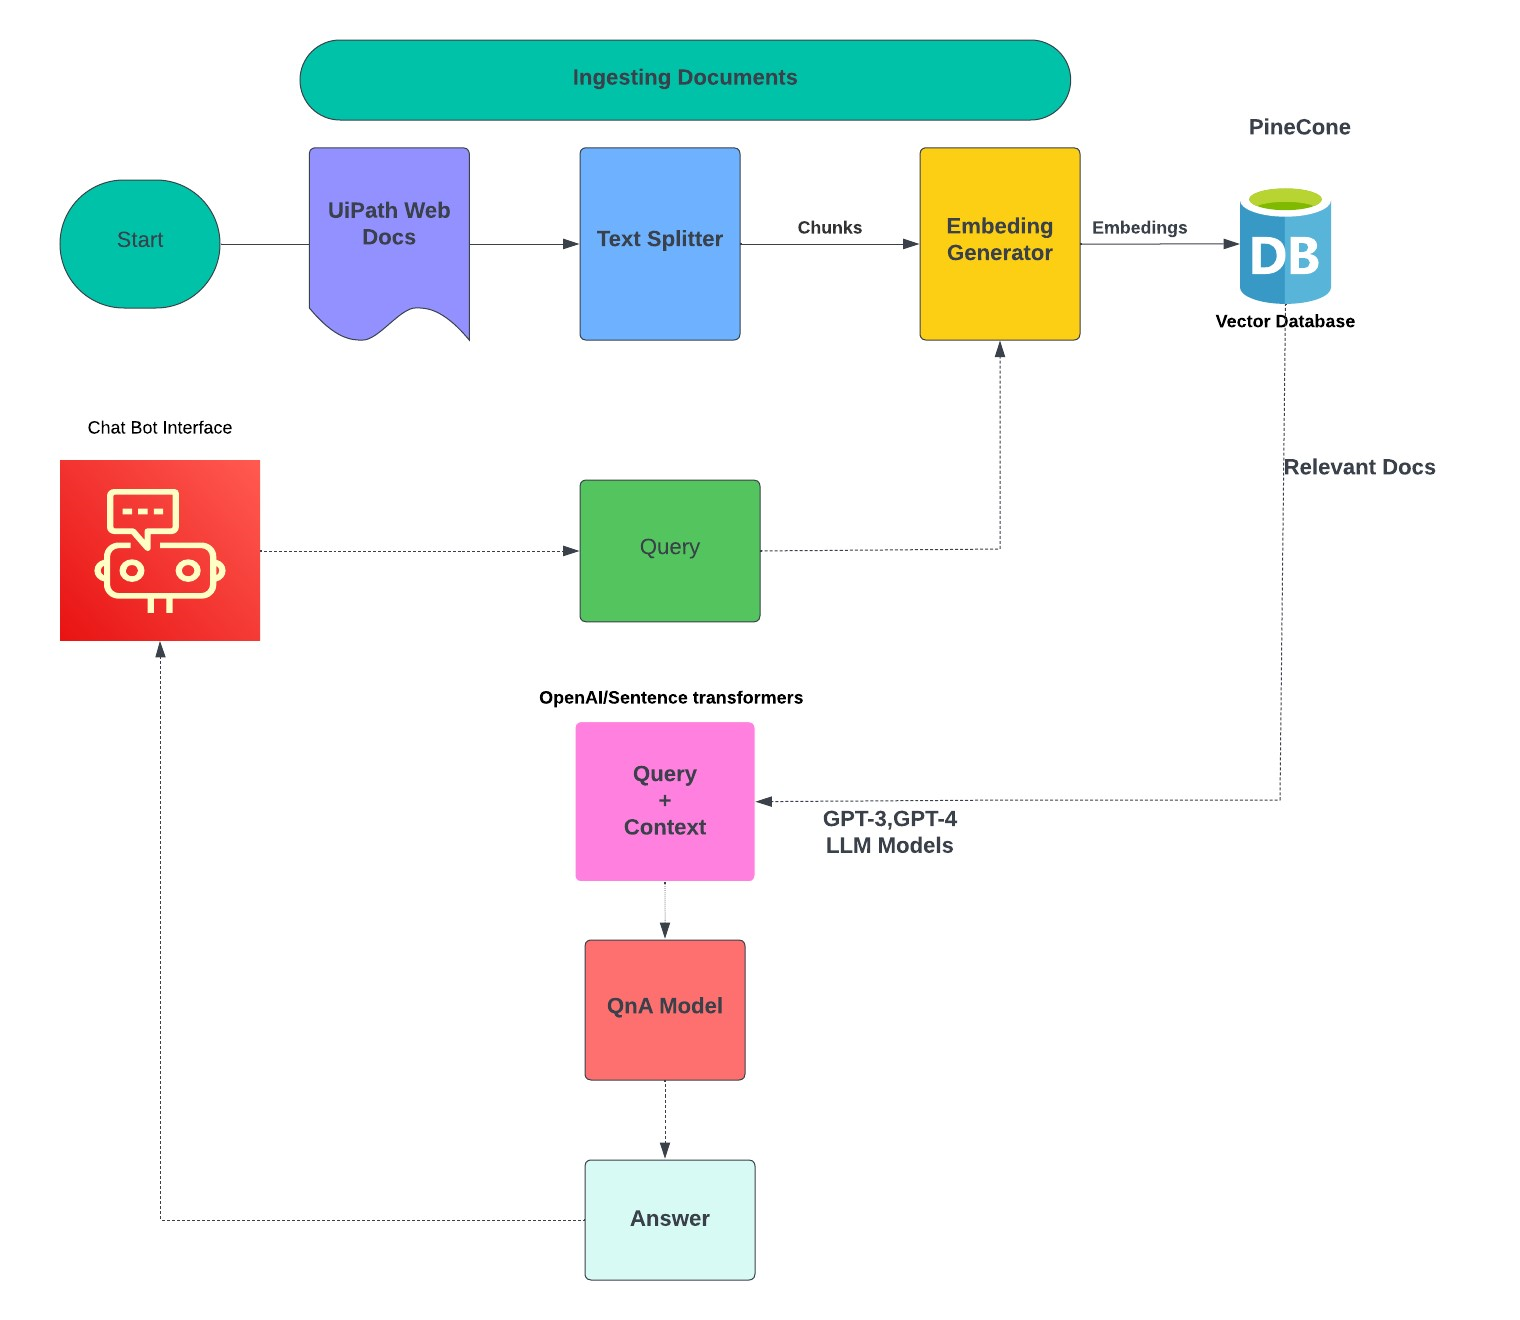 Ingesting Documents
PineCone
Start
UiPath Web
Docs
Text Splitter
Chunks
Embeding
Generator
Embedings
DB
Vector Database
Chat Bot Interface
Relevant Docs
Query
OpenAI/Sentence transformers
Query
+
Context
GPT-3,GPT-4
LLM Models
QnA Model
Answer